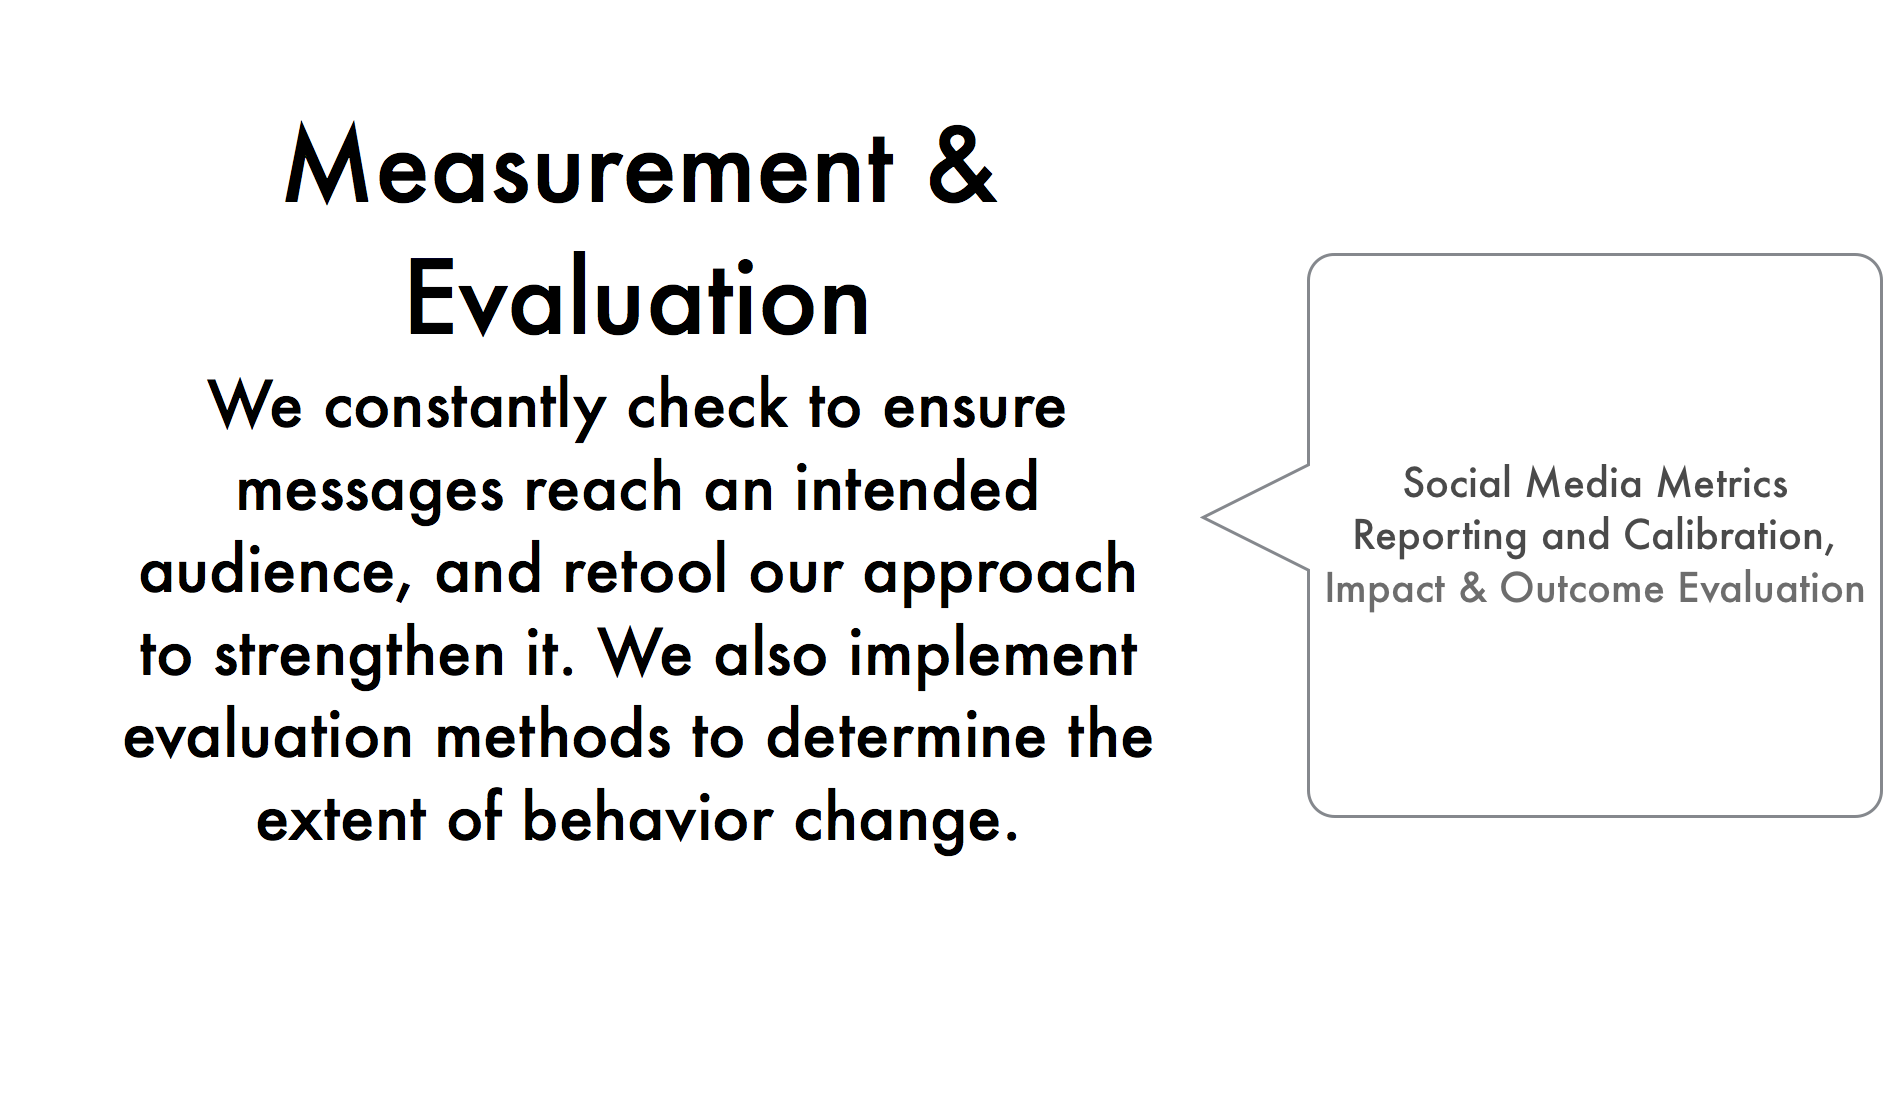 Measurement &
Evaluation
We constantly check to ensure
messages reach an intended
audience, and retool our approach
to strengthen it. We also implement
evaluation methods to determine the
extent of behavior change.
Social Media Metrics
Reporting and Calibration,
Impact & Outcome Evaluation